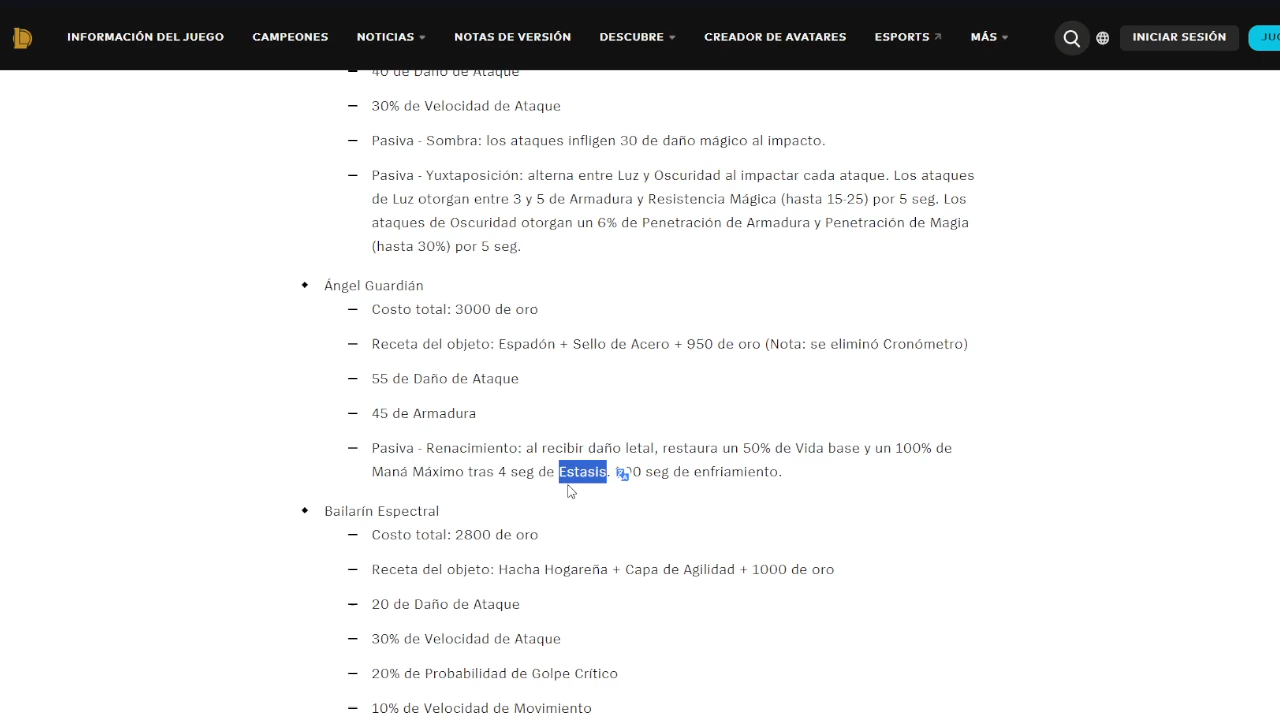 INFORMACIÓN DEL JUEGO CAMPEONES NOTICIAS NOTAS DE VERSIÓN DESCUBRE CREADOR DE AVATARES ESPORTS MÁS INICIAR SESIÓN
40 de Daño de Ataque
30% de Velocidad de Ataque
Pasiva - Sombra: los ataques infligen 30 de daño mágico al impacto.
Pasiva - Yuxtaposición: alterna entre Luz y Oscuridad al impactar cada ataque. Los ataques
de Luz otorgan entre 3 y 5 de Armadura y Resistencia Mágica (hasta 15-25) por 5 seg. Los
ataques de Oscuridad otorgan un 6% de Penetración de Armadura y Penetración de Magia
(hasta 30%) por 5 seg.
Ángel Guardián
Costo total: 3000 de oro
Receta del objeto: Espadón + Sello de Acero + 950 de oro (Nota: se eliminó Cronómetro)
55 de Daño de Ataque
45 de Armadura
Pasiva - Renacimiento: al recibir daño letal, restaura un 50% de Vida base y un 100% de
Maná Máximo tras 4 seg de Estasis. seg de enfriamiento.
Bailarín Espectral
Costo total: 2800 de oro
Receta del objeto: Hacha Hogareña + Capa de Agilidad + 1000 de oro
20 de Daño de Ataque
30% de Velocidad de Ataque
20% de Probabilidad de Golpe Crítico
10% de Velocidad de Movimiento